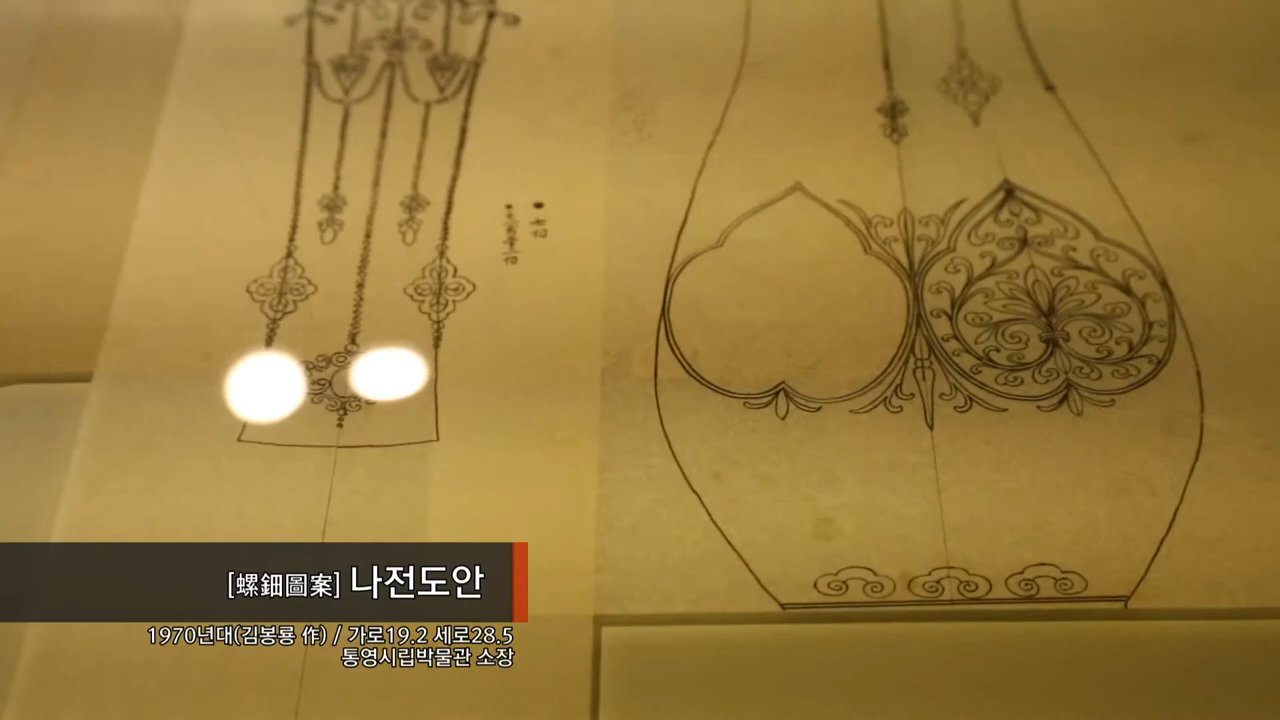 [螺鈿圖案] 나전도안
1970년대(김봉룡 作) / 가로19.2 세로28.5
통영시립박물관 소장